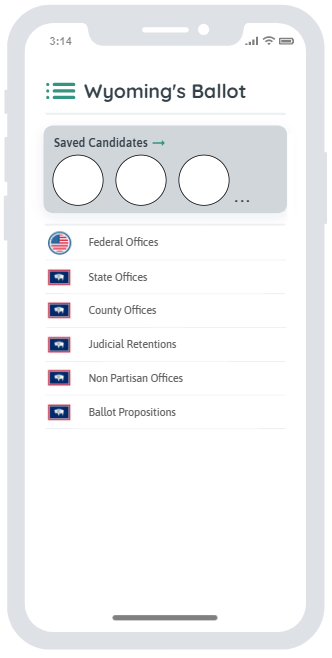 3:14
Wyoming's Ballot
Saved Candidates →
...
Federal Offices
State Offices
County Offices
Judicial Retentions
Non Partisan Offices
Ballot Propositions